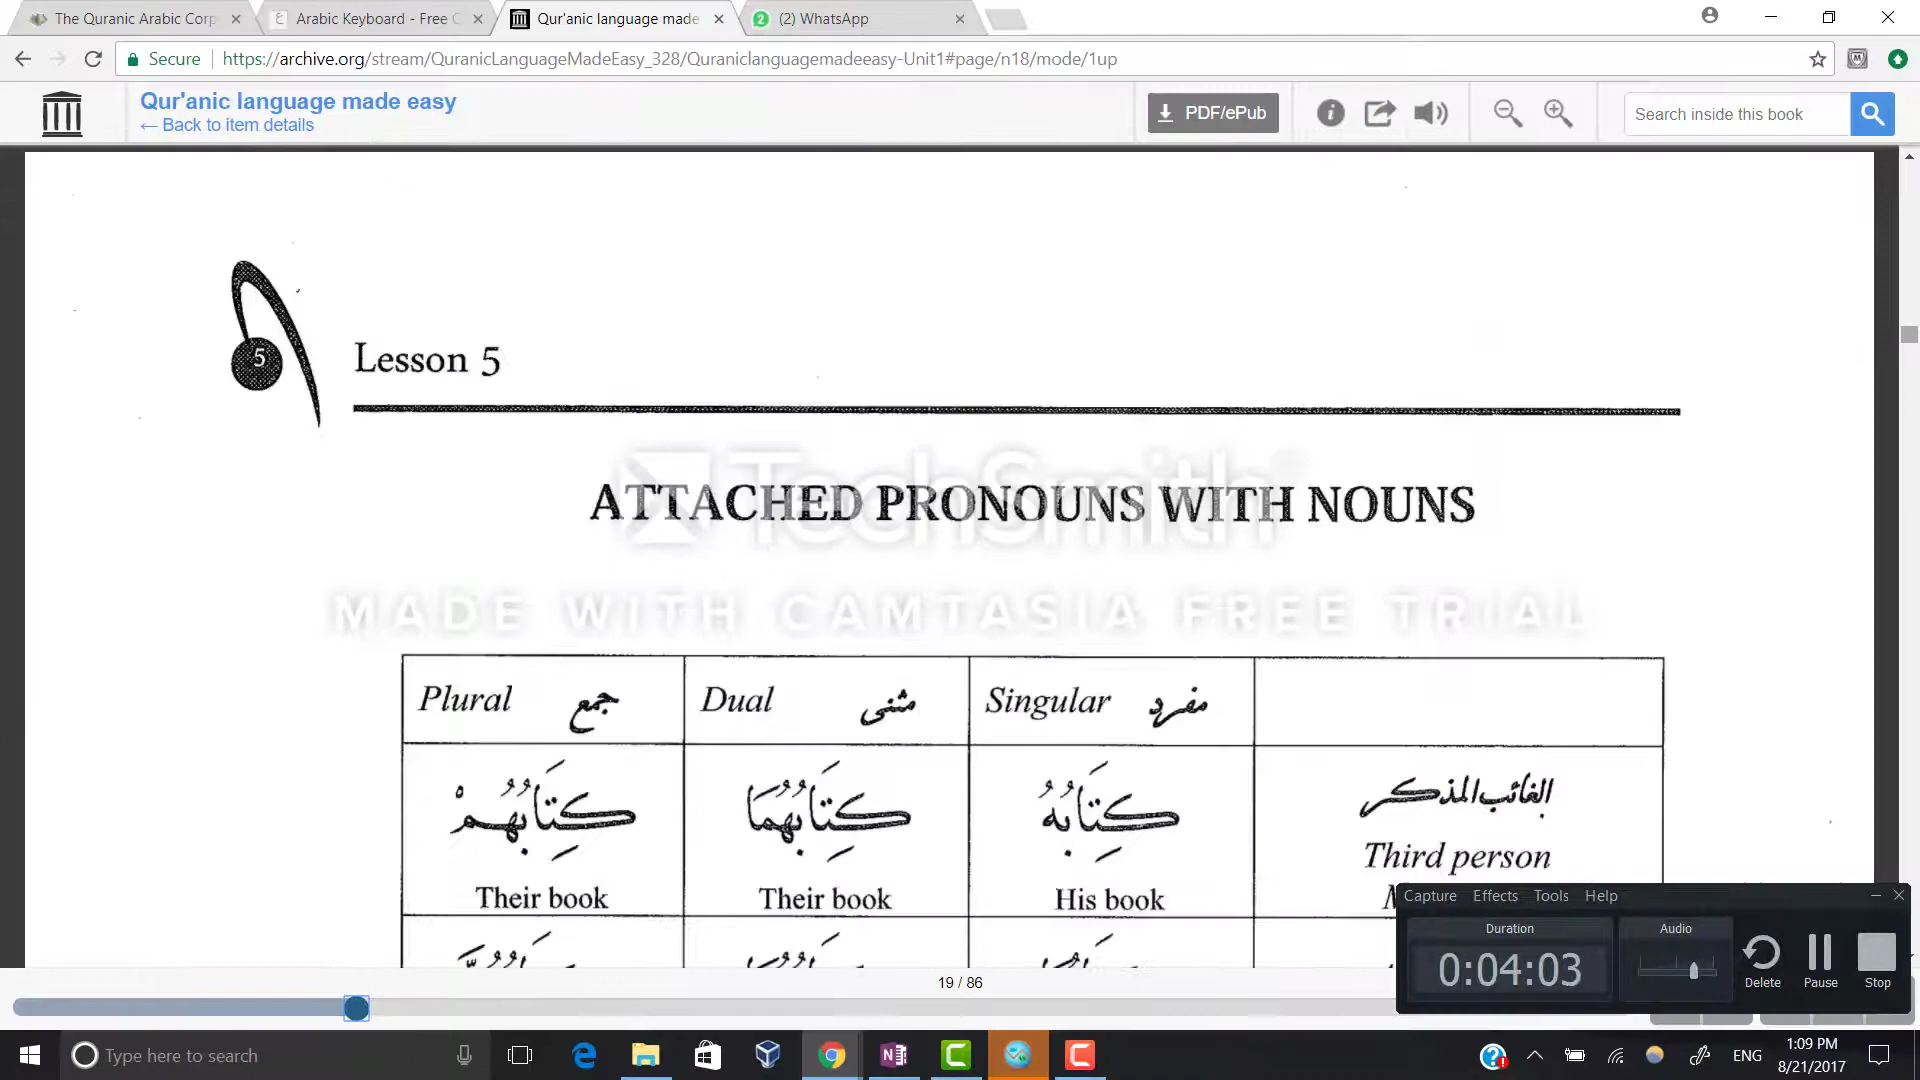 The Quranic Arabic Corp
Arabic Keyboard - Free C
Qur'anic language made
(2) WhatsApp
Secure
https://archive.org/stream/QuranicLanguageMadeEasy_328/Quraniclanguagemadeeasy-Unit1#page/n18/mode/1up
Qur'anic language made easy
← Back to item details
PDF/ePub
Search inside this book
5
Lesson 5
ATTACHED PRONOUNS WITH NOUNS
TechSmith
MADE WITH CAMTASIA FREE TRIAL
Plural جمع
Dual مثنى
Singular مفرد
كِتَابُهُمْ
كِتَابُهُمَا
كِتَابُهُ
الغائب المذكر
Third person
Their book
Their book
His book
Capture Effects Tools Help
Duration
Audio
0:04:03
Delete
Pause
Stop
19 / 86
Type here to search
ENG
1:09 PM
8/21/2017